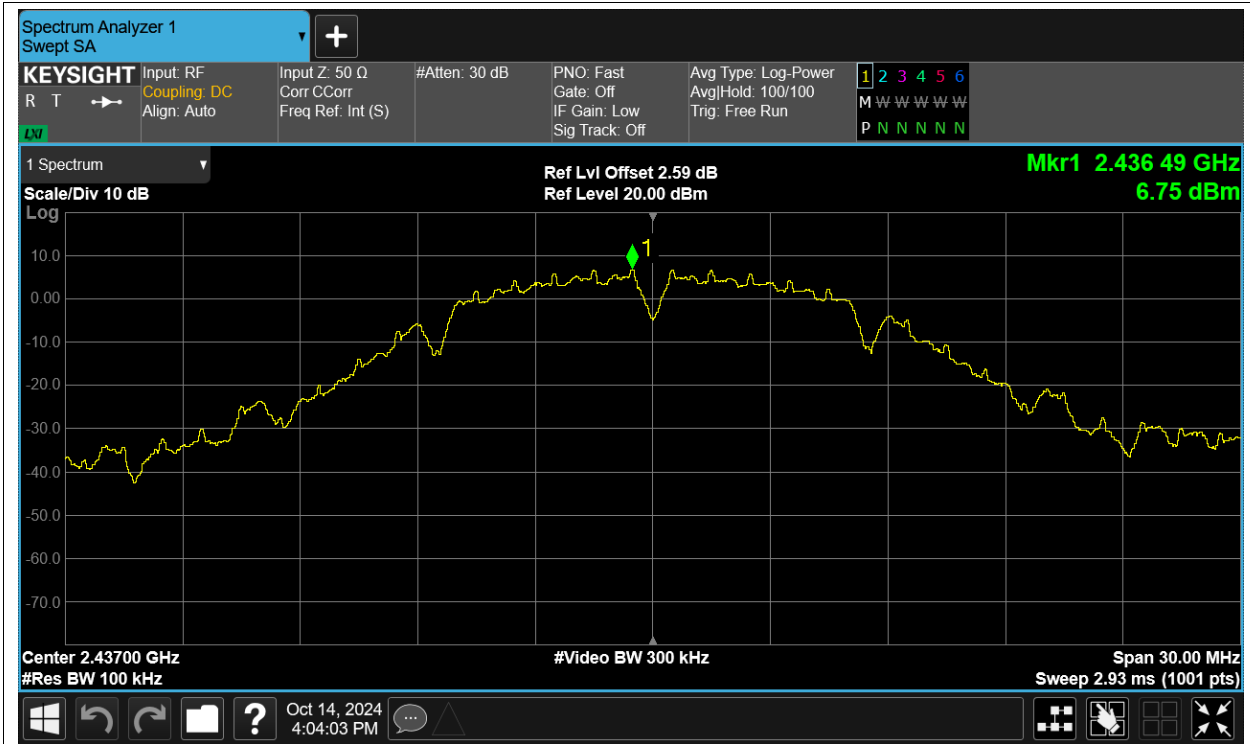 Spectrum Analyzer 1
Swept SA
KEYSIGHT
R T
LXI
Input: RF
Coupling: DC
Align: Auto
Input Z: 50 Ω
Corr CCorr
Freq Ref: Int (S)
#Atten: 30 dB
PNO: Fast
Gate: Off
IF Gain: Low
Sig Track: Off
Avg Type: Log-Power
Avg|Hold: 100/100
Trig: Free Run
1 2 3 4 5 6
M W W W W W
P N N N N N
1 Spectrum
Scale/Div 10 dB
Log
Ref Lvl Offset 2.59 dB
Ref Level 20.00 dBm
Mkr1 2.436 49 GHz
6.75 dBm
1
10.0
0.00
-10.0
-20.0
-30.0
-40.0
-50.0
-60.0
-70.0
Center 2.43700 GHz
#Video BW 300 kHz
Span 30.00 MHz
#Res BW 100 kHz
Sweep 2.93 ms (1001 pts)
?
Oct 14, 2024
4:04:03 PM